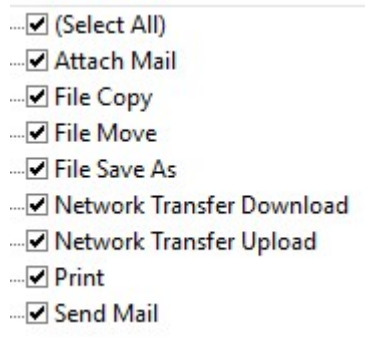 (Select All)
Attach Mail
File Copy
File Move
File Save As
Network Transfer Download
Network Transfer Upload
Print
Send Mail